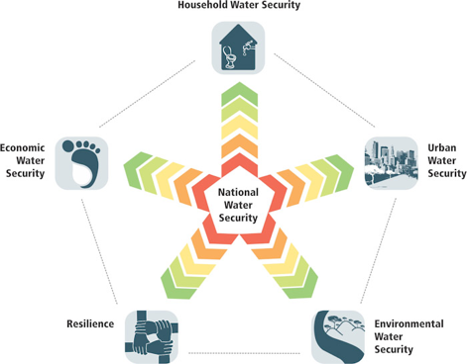 Household Water Security
Economic
Water
Security
Urban
Water
Security
National
Water
Security
Resilience
Environmental
Water
Security